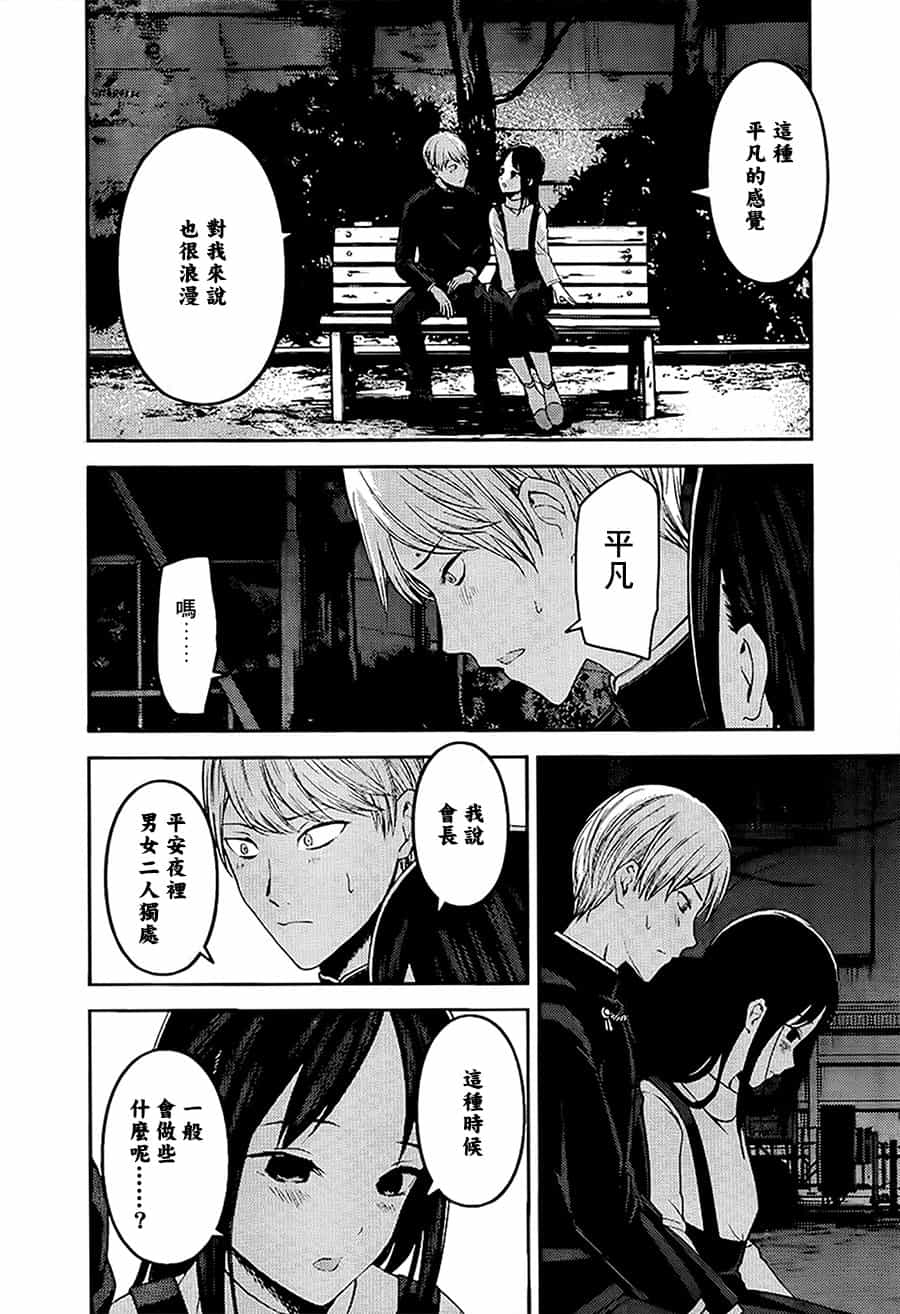 這種
平凡的感覺
對我來說
也很浪漫
平凡
嗎……
我說
會長
平安夜裡
男女二人獨處
這種時候
一般
會做些
什麼呢……？